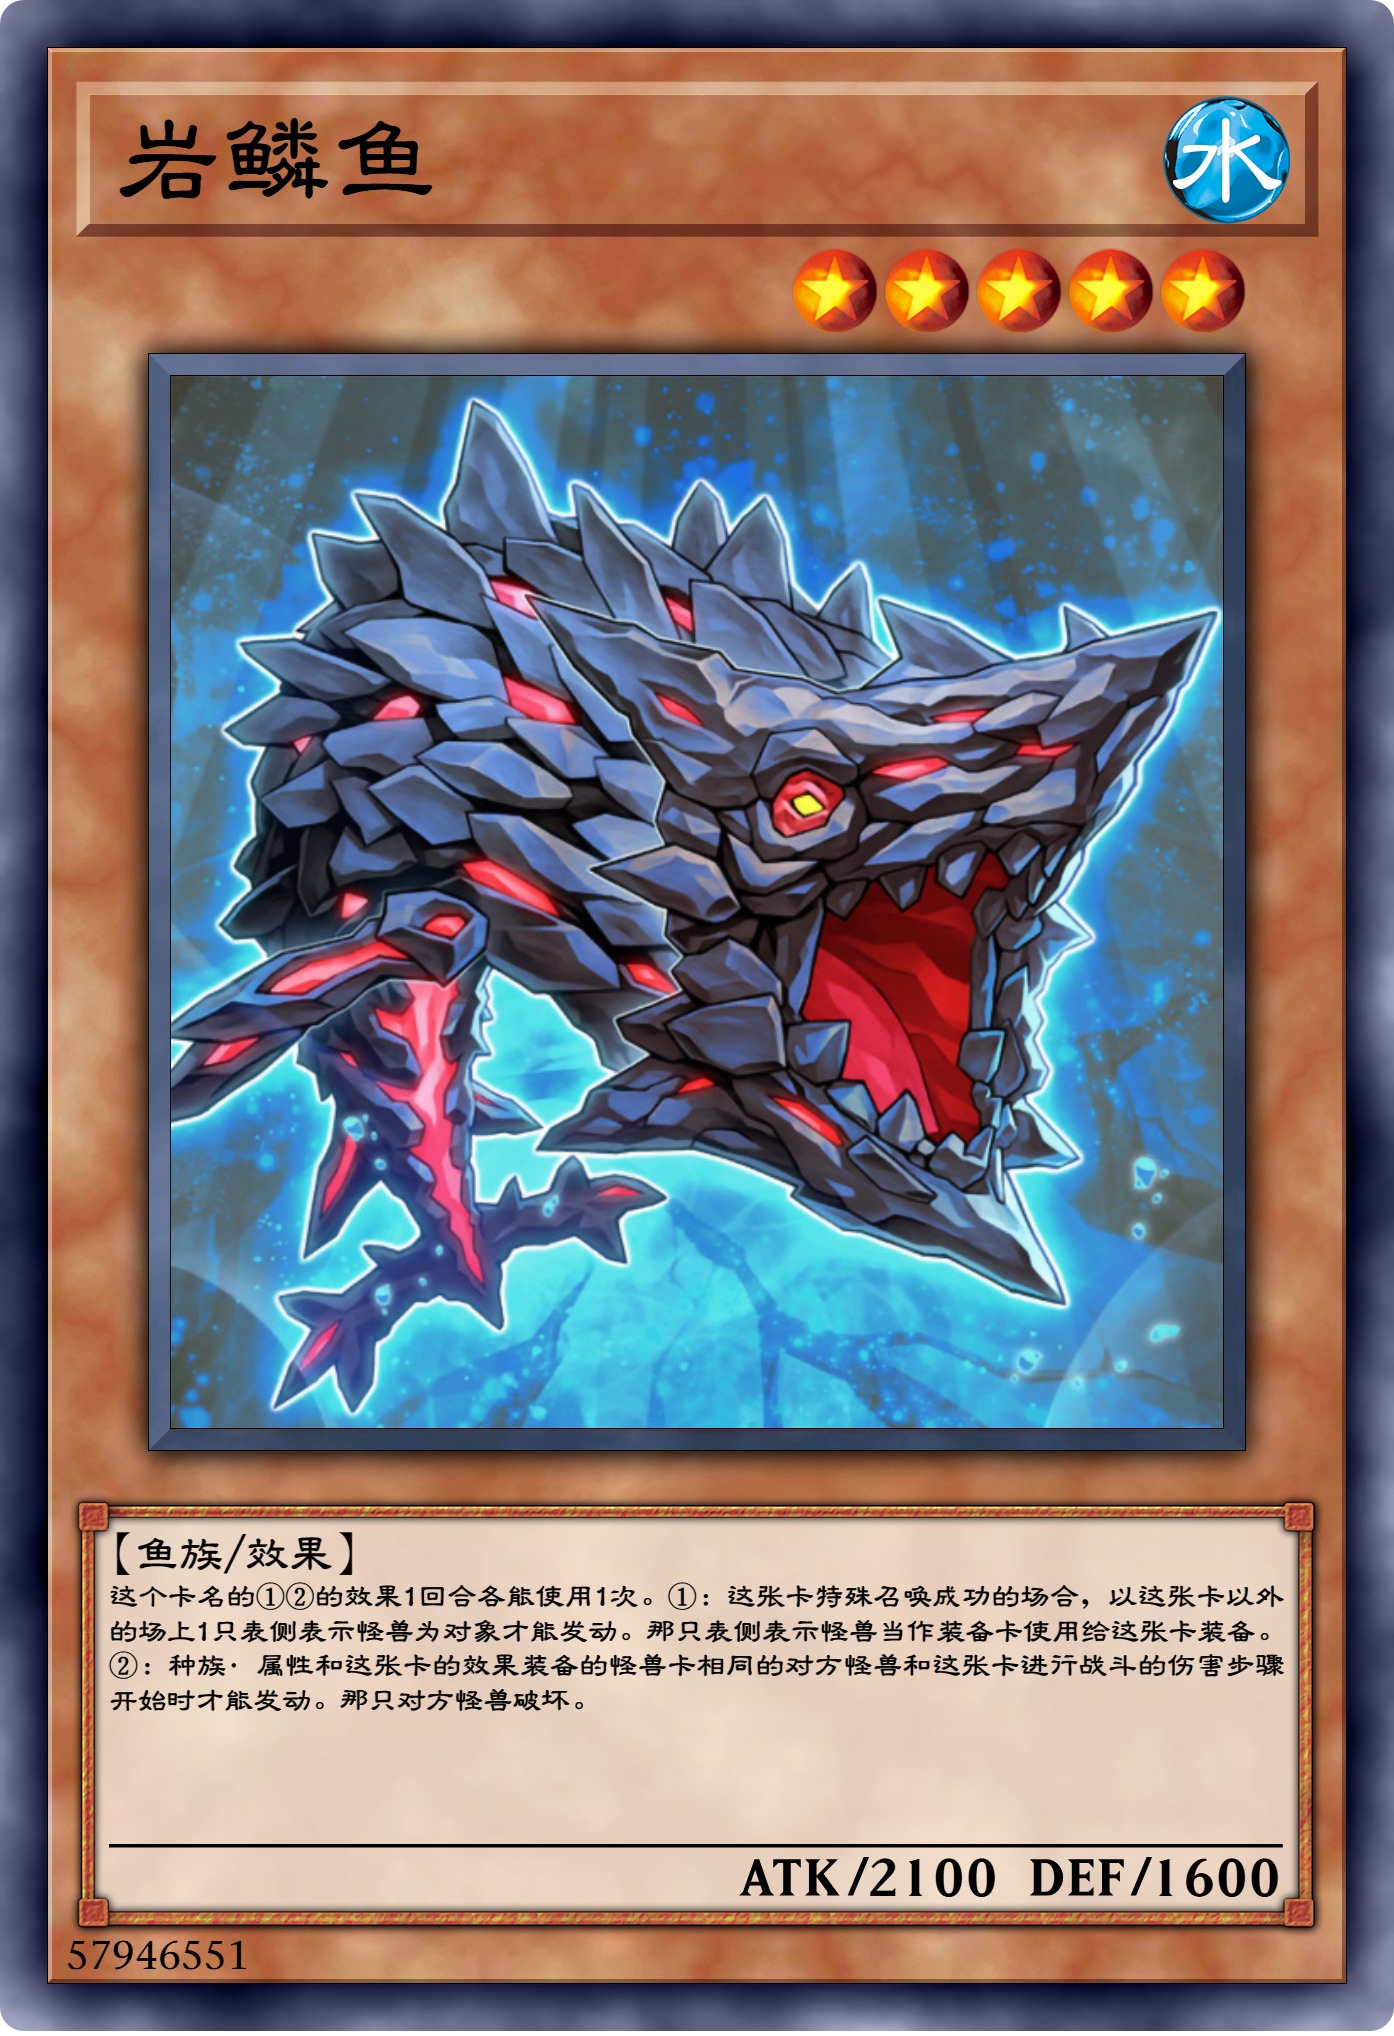 岩鳞鱼
水
【鱼族/效果】
这个卡名的①②的效果1回合各能使用1次。①：这张卡特殊召唤成功的场合，以这张卡以外
的场上1只表侧表示怪兽为对象才能发动。那只表侧表示怪兽当作装备卡使用给这张卡装备。
②：种族·属性和这张卡的效果装备的怪兽卡相同的对方怪兽和这张卡进行战斗的伤害步骤
开始时才能发动。那只对方怪兽破坏。
ATK/2100 DEF/1600
57946551